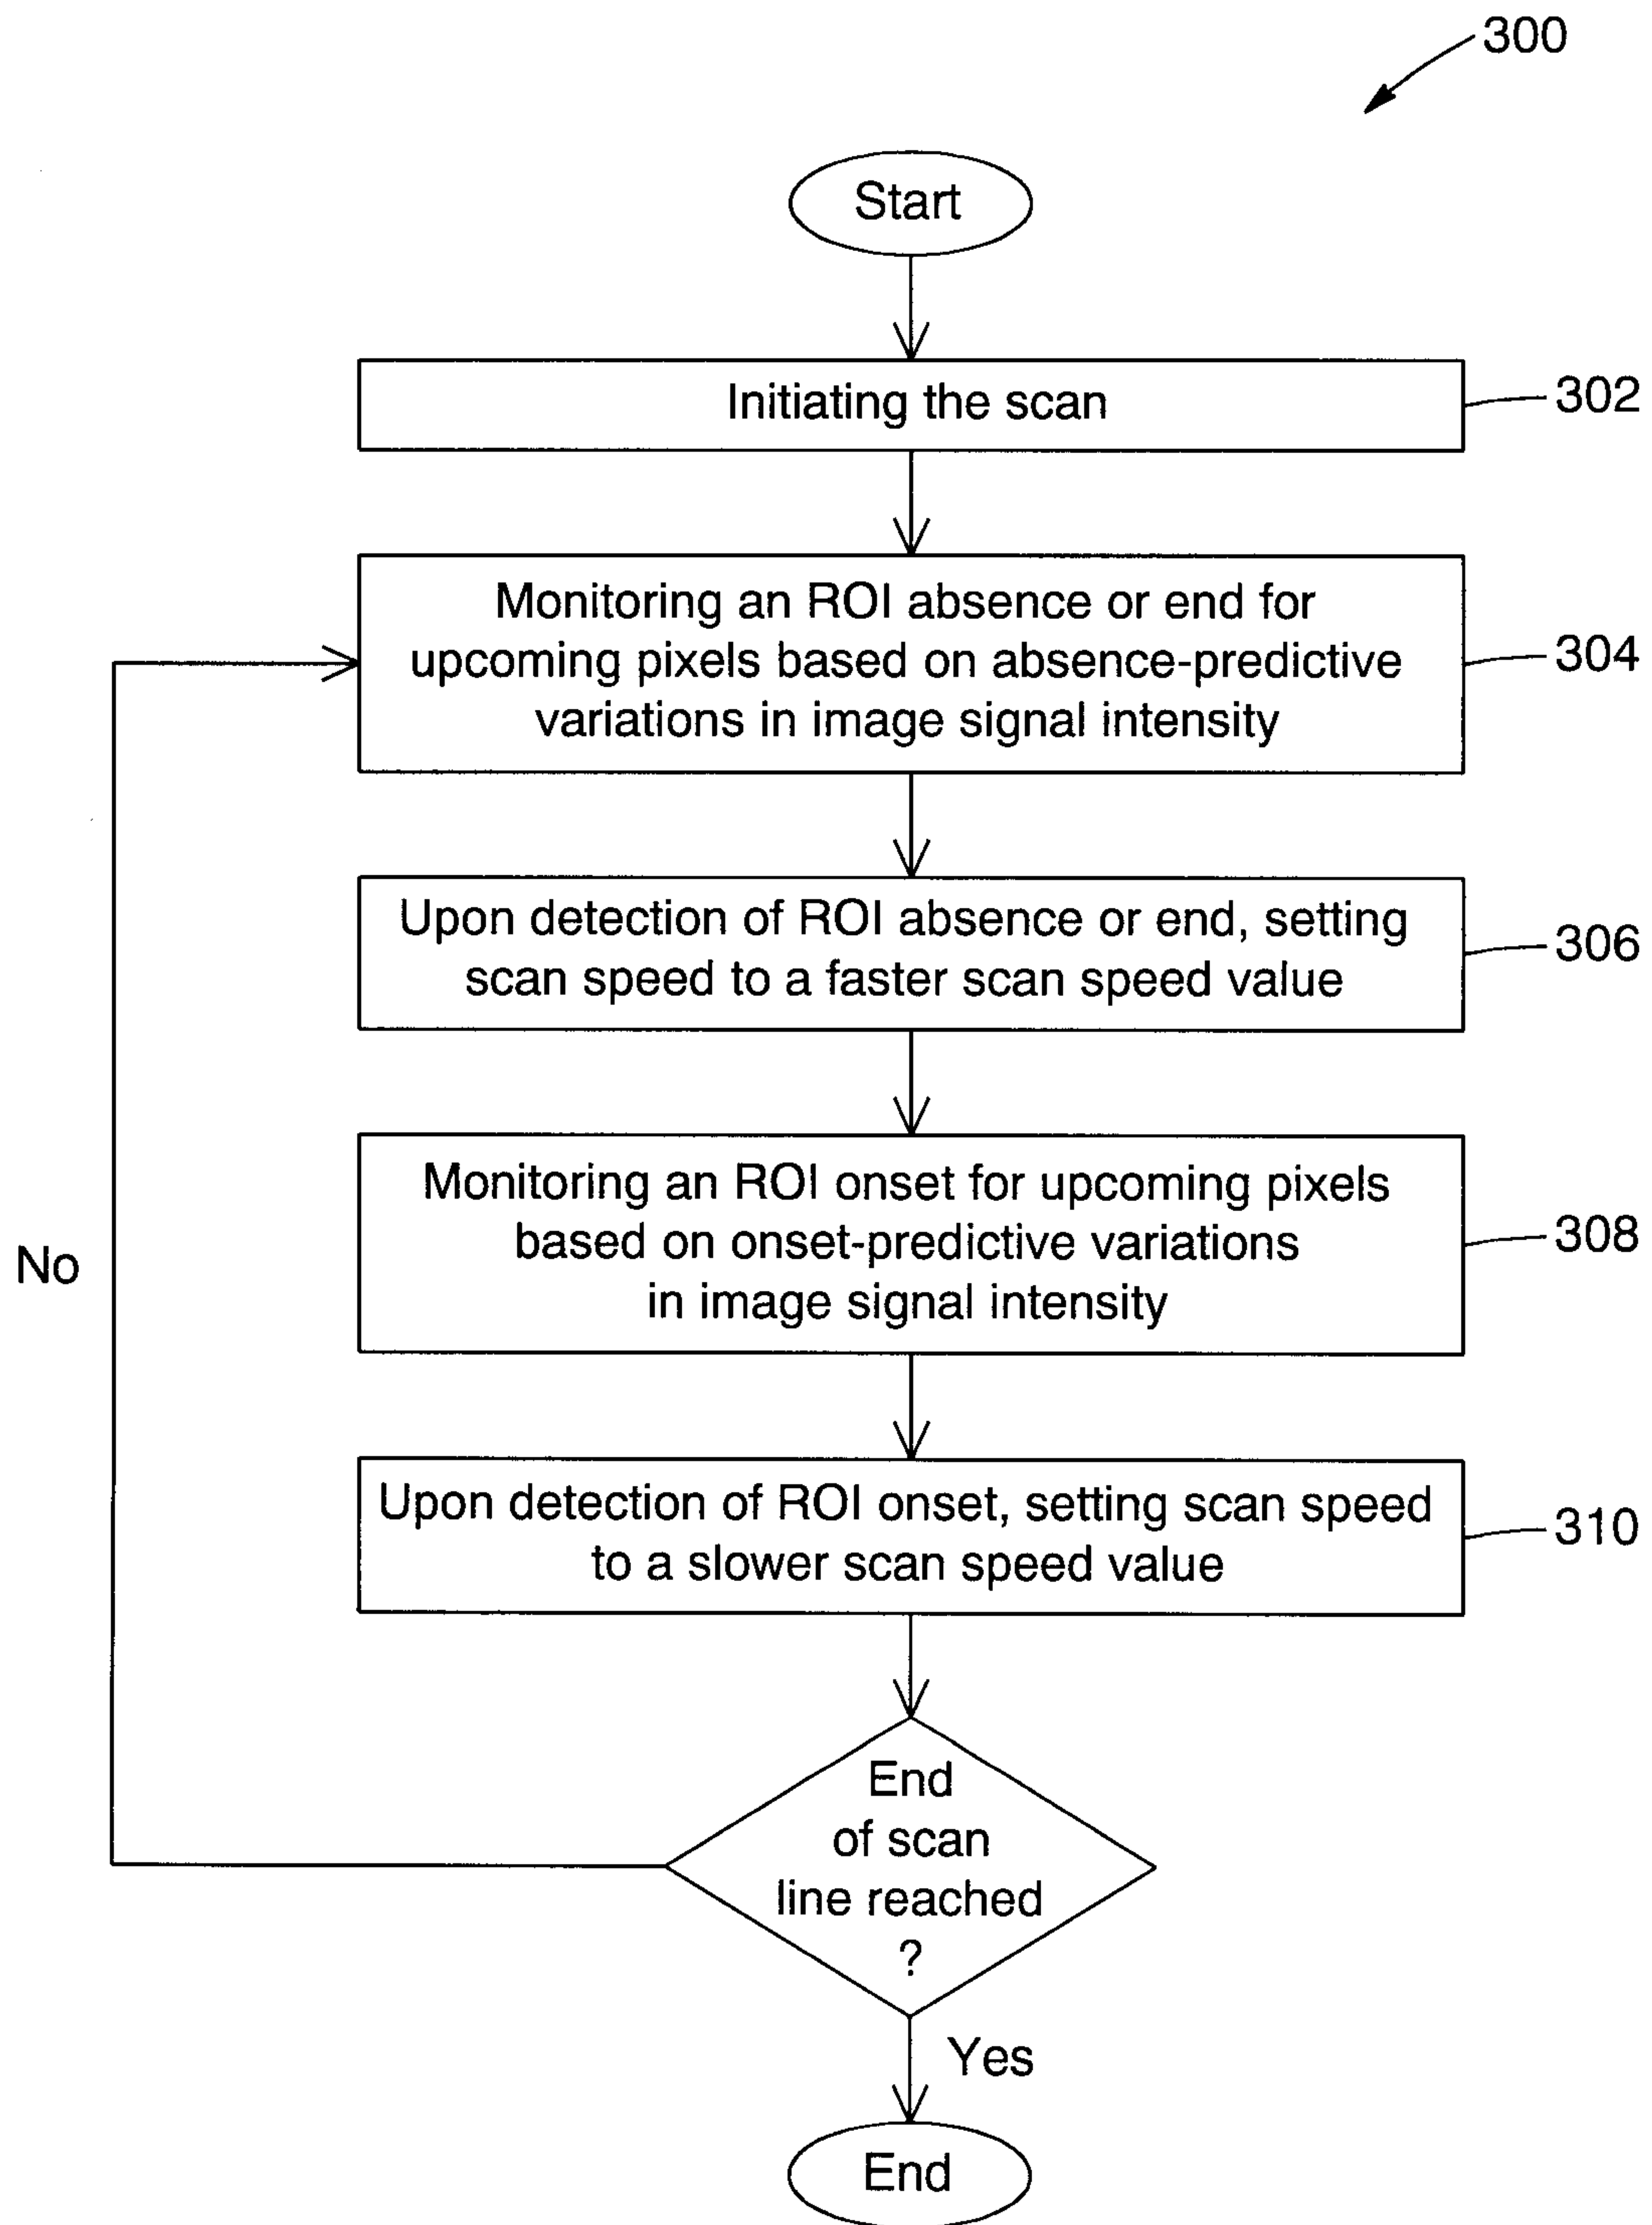 300
Start
Initiating the scan
302
Monitoring an ROI absence or end for
upcoming pixels based on absence-predictive
variations in image signal intensity
304
Upon detection of ROI absence or end, setting
scan speed to a faster scan speed value
306
Monitoring an ROI onset for upcoming pixels
based on onset-predictive variations
in image signal intensity
308
No
Upon detection of ROI onset, setting scan speed
to a slower scan speed value
310
End
of scan
line reached
?
Yes
End